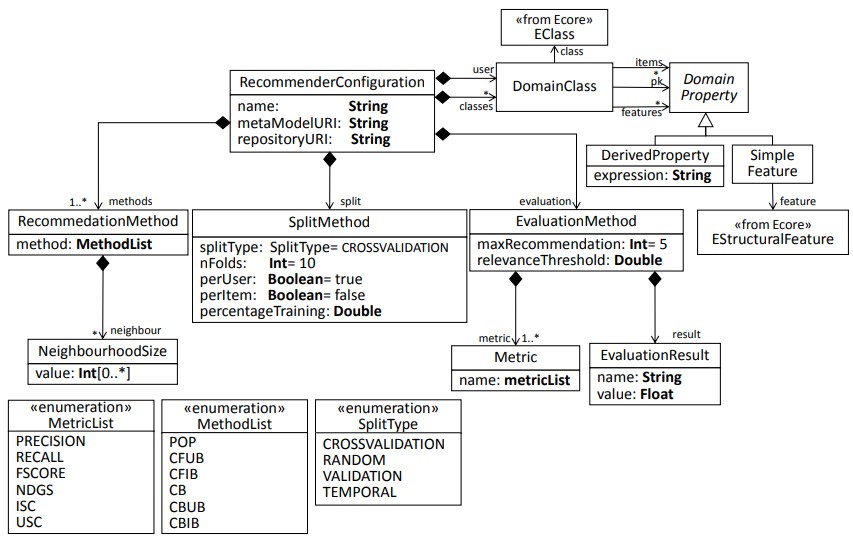 «from Ecore»
EClass
class
user
items
*
pk
*
classes
features
*
DomainClass
Domain
Property
RecommenderConfiguration
name: String
metaModelURI: String
repositoryURI: String
DerivedProperty
expression: String
Simple
Feature
feature
«from Ecore»
EStructuralFeature
1..* methods
split
evaluation
RecommedationMethod
method: MethodList
SplitMethod
splitType: SplitType= CROSSVALIDATION
nFolds: Int= 10
perUser: Boolean= true
perItem: Boolean= false
percentageTraining: Double
EvaluationMethod
maxRecommendation: Int= 5
relevanceThreshold: Double
* neighbour
metric 1..*
result
NeighbourhoodSize
value: Int[0..*]
Metric
name: metricList
EvaluationResult
name: String
value: Float
«enumeration»
MetricList
PRECISION
RECALL
FSCORE
NDGS
ISC
USC
«enumeration»
MethodList
POP
CFUB
CFIB
CB
CBUB
CBIB
«enumeration»
SplitType
CROSSVALIDATION
RANDOM
VALIDATION
TEMPORAL